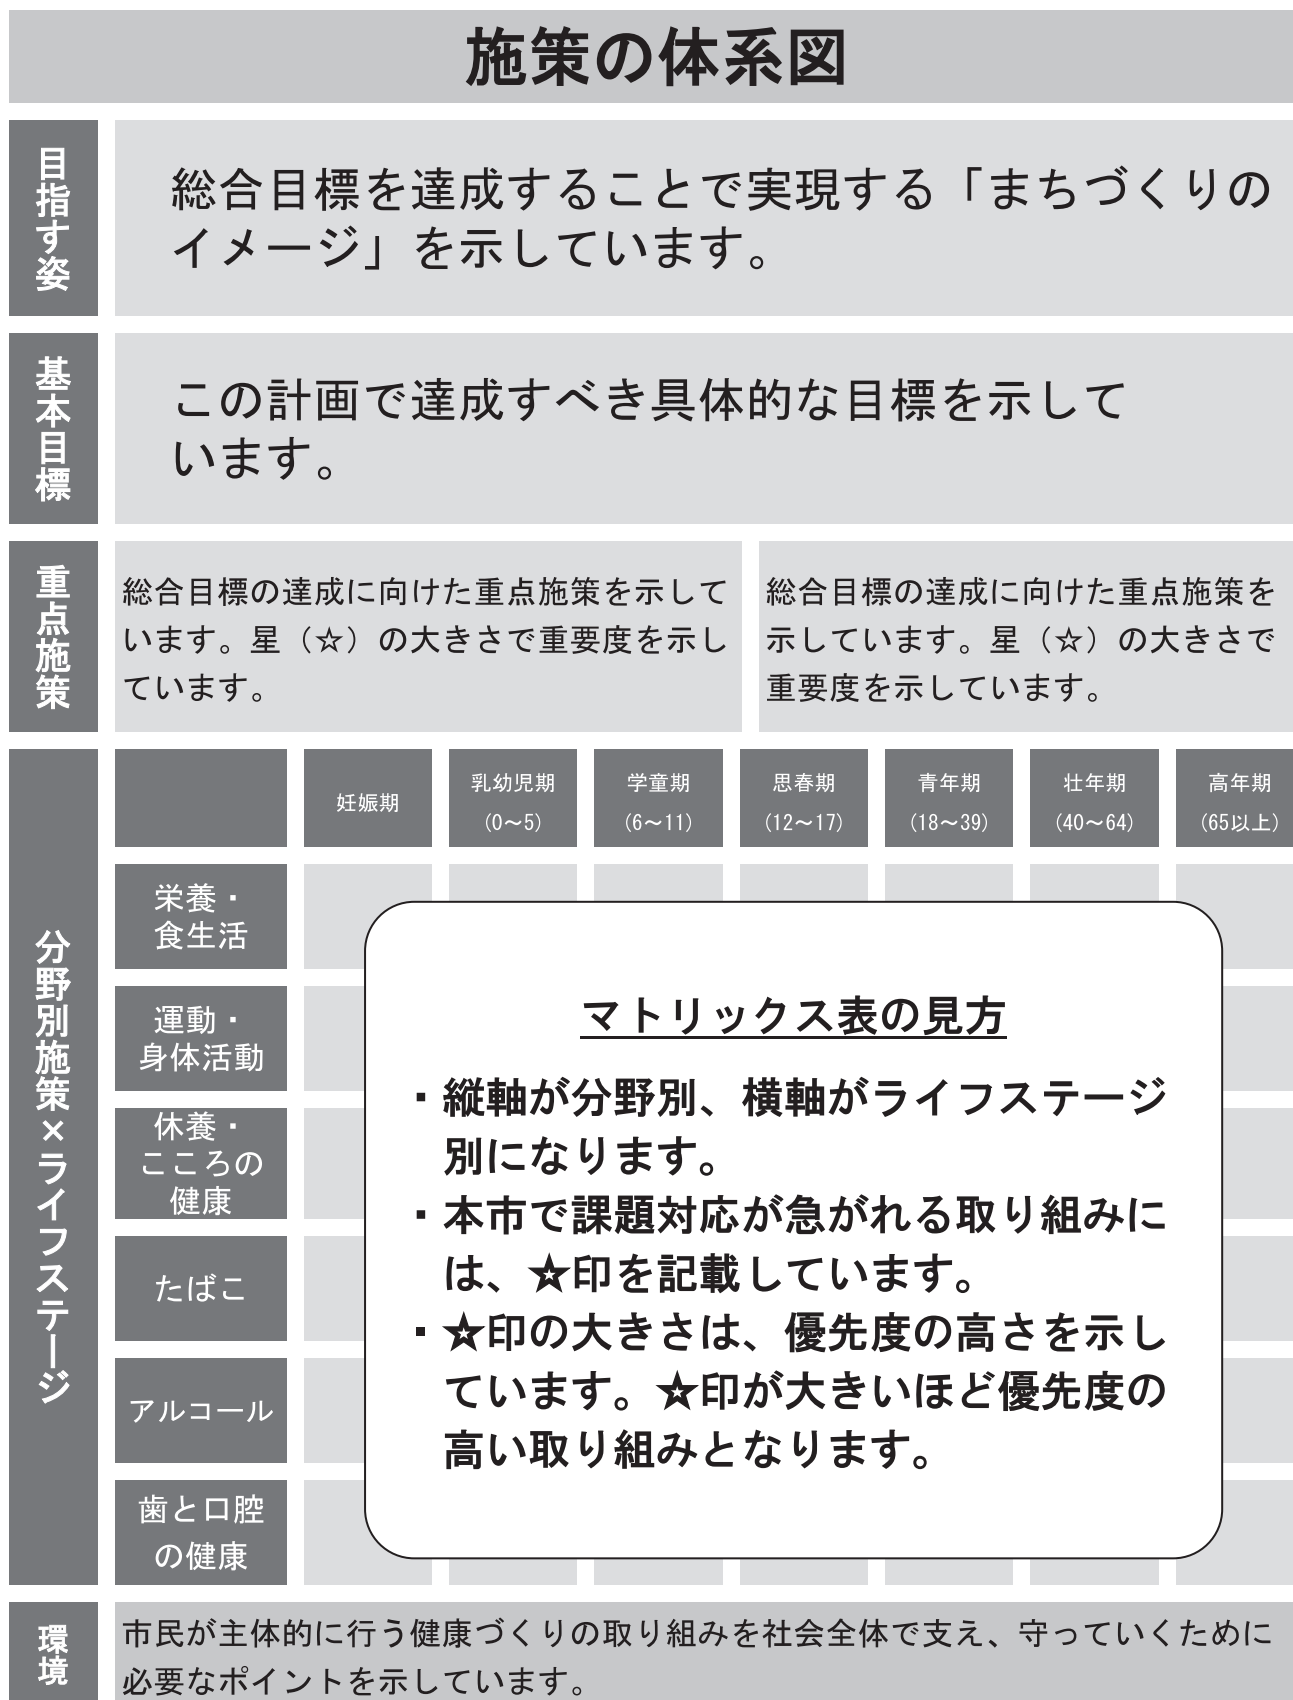 施策の体系図
目指す姿
総合目標を達成することで実現する「まちづくりの
イメージ」を示しています。
基本目標
この計画で達成すべき具体的な目標を示して
います。
重点施策
総合目標の達成に向けた重点施策を示して
います。星（☆）の大きさで重要度を示し
ています。
総合目標の達成に向けた重点施策を
示しています。星（☆）の大きさで
重要度を示しています。
分野別施策×ライフステージ
妊娠期
乳幼児期
（0～5）
学童期
（6～11）
思春期
（12～17）
青年期
（18～39）
壮年期
（40～64）
高年期
（65以上）
栄養・
食生活
運動・
身体活動
休養・
こころの
健康
たばこ
アルコール
歯と口腔
の健康
マトリックス表の見方
・縦軸が分野別、横軸がライフステージ
別になります。
・本市で課題対応が急がれる取り組みに
は、☆印を記載しています。
・☆印の大きさは、優先度の高さを示し
ています。☆印が大きいほど優先度の
高い取り組みとなります。
環境
市民が主体的に行う健康づくりの取り組みを社会全体で支え、守っていくために
必要なポイントを示しています。